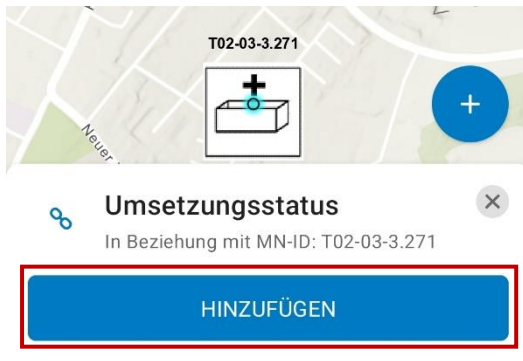 T02-03-3.271
Neuer
Umsetzungsstatus
In Beziehung mit MN-ID: T02-03-3.271
HINZUFÜGEN